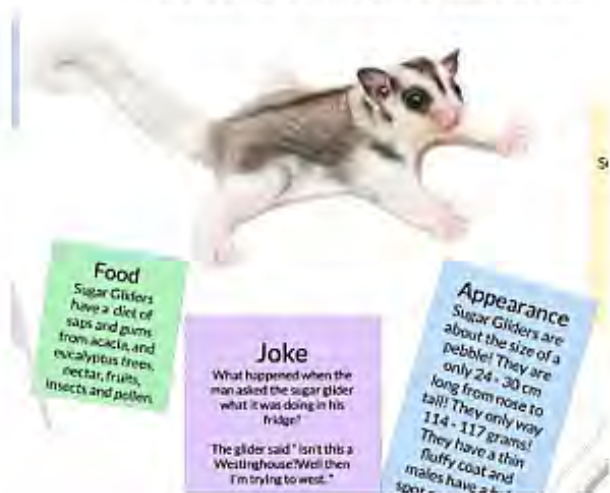 Food
Sugar Gliders
have a diet of
saps and gums
from acacia, and
eucalyptus trees,
nectar, fruits,
insects and pollen.
Joke
What happened when the
man asked the sugar glider
what it was doing in his
fridge?
The glider said " Isn't this a
Westinghouse?Well then
I'm trying to west. "
Appearance
Sugar Gliders are
about the size of a
pebble! They are
only 24 - 30 cm
long from nose to
tail! They only way
114 - 117 grams!
They have a thin
fluffy coat and
males have a
spot